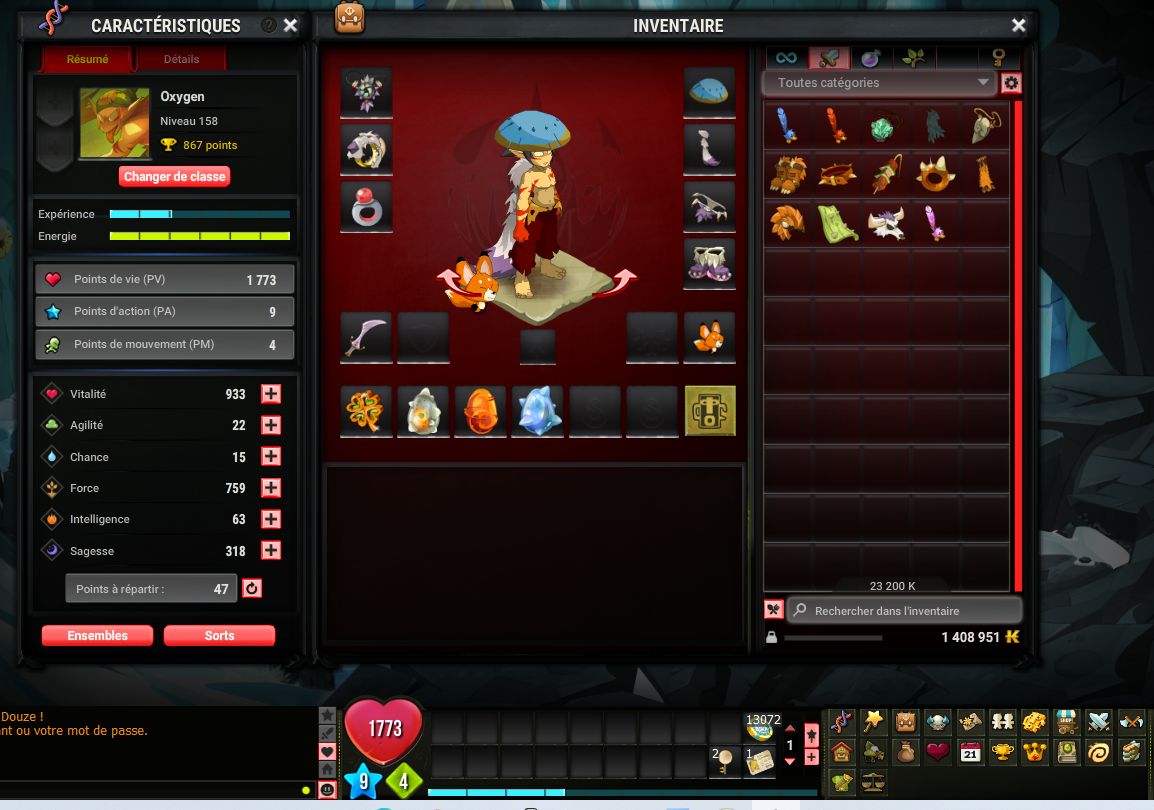 CARACTÉRISTIQUES
?
INVENTAIRE
Résumé
Détails
Toutes catégories
Oxygen
Niveau 158
867 points
Changer de classe
Expérience
Energie
Points de vie (PV) 1 773
Points d'action (PA) 9
Points de mouvement (PM) 4
Vitalité 933
Agilité 22
Chance 15
Force 759
Intelligence 63
Sagesse 318
Points à répartir : 47
Ensembles
Sorts
23 200 K
Rechercher dans l'inventaire
1 408 951 K
Douze !
nt ou votre mot de passe.
1773
9
4
13072
2
1
1
SHOP
21